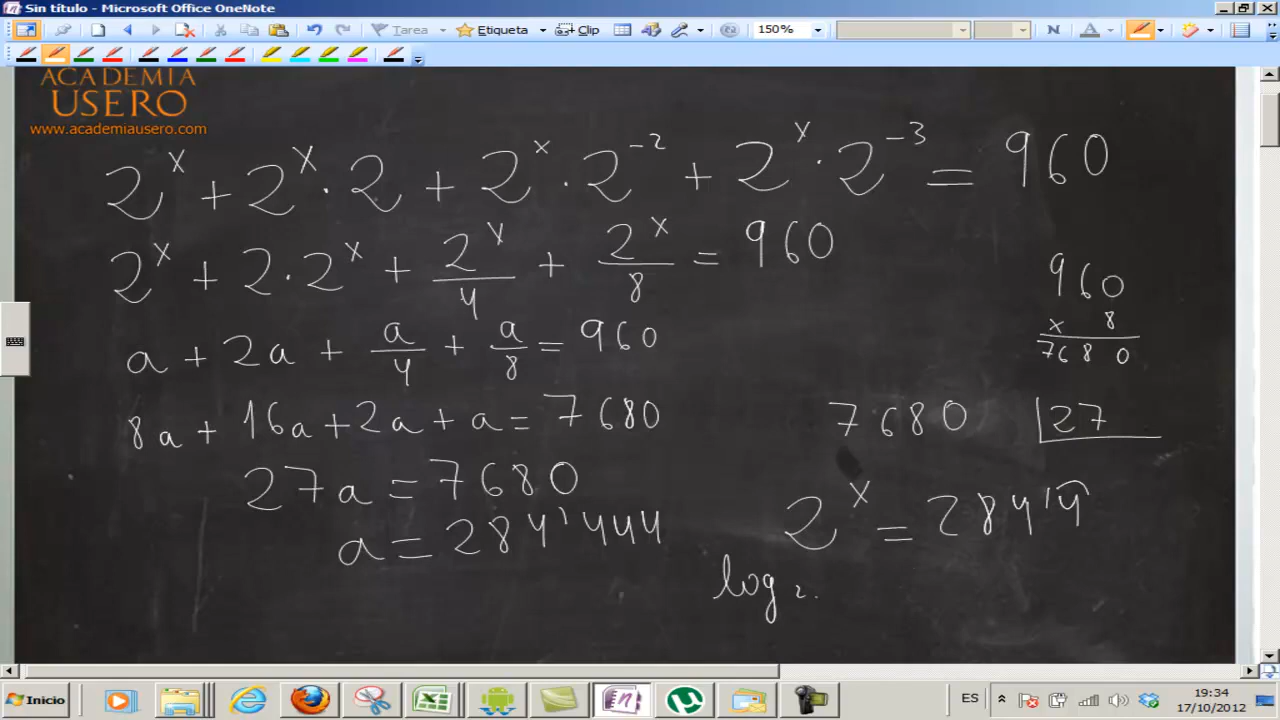 Sin título - Microsoft Office OneNote
Tarea Etiqueta Clip 150% N A
ACADEMIA
USERO
www.academiausero.com
2^x + 2^x · 2 + 2^x · 2^-2 + 2^x · 2^-3 = 960
2^x + 2 · 2^x + 2^x/4 + 2^x/8 = 960
a + 2a + a/4 + a/8 = 960
8a + 16a + 2a + a = 7680
27a = 7680
a = 284'444
960
x 8
7680
7680 27
2^x = 284'4
log 2
Inicio
ES
19:34
17/10/2012